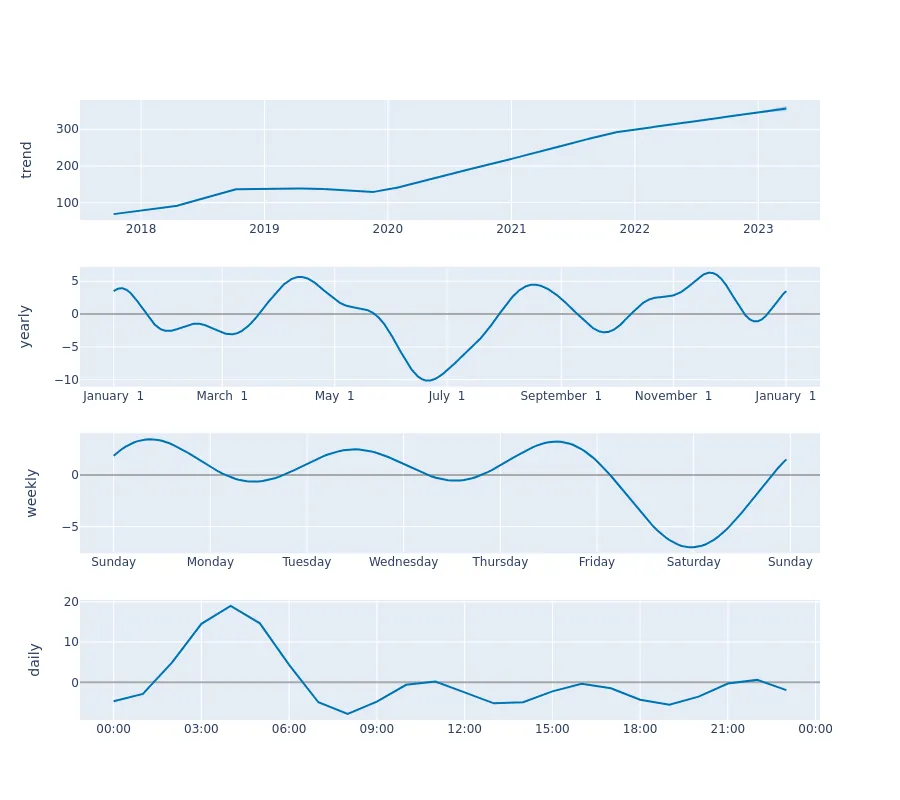 trend
300
200
100
2018 2019 2020 2021 2022 2023
yearly
5
0
−5
−10
January 1 March 1 May 1 July 1 September 1 November 1 January 1
weekly
0
−5
Sunday Monday Tuesday Wednesday Thursday Friday Saturday Sunday
daily
20
10
0
00:00 03:00 06:00 09:00 12:00 15:00 18:00 21:00 00:00